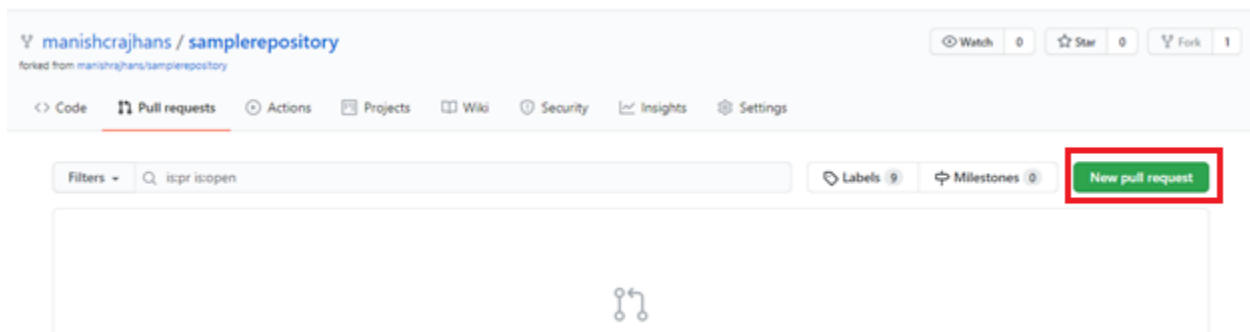 manishcrajhans / samplerepository
Watch 0 Star 0 Fork 1
forked from manishrajhans/samplerepository
<> Code Pull requests Actions Projects Wiki Security Insights Settings
Filters is:pr is:open Labels 9 Milestones 0 New pull request